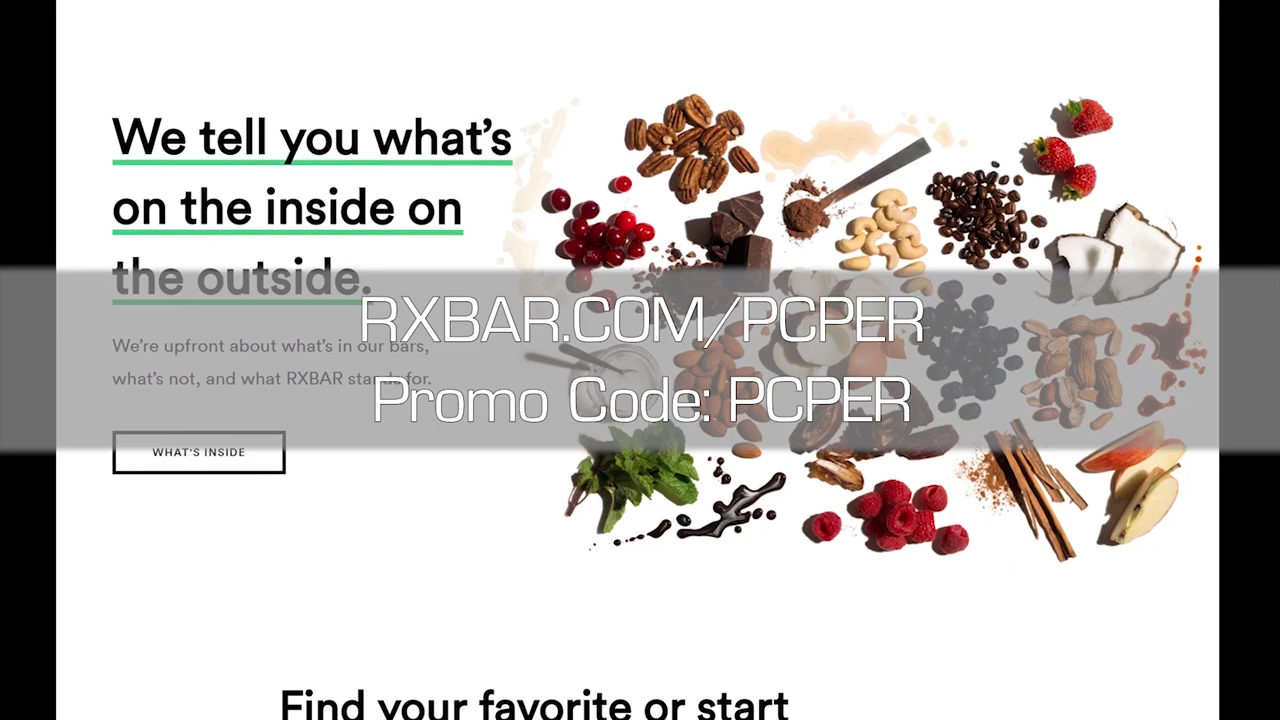 We tell you what's
on the inside on
the outside.
RXBAR.COM/PCPER
We're upfront about what's in our bars,
what's not, and what RXBAR stands for.
Promo Code: PCPER
WHAT'S INSIDE
Find your favorite or start